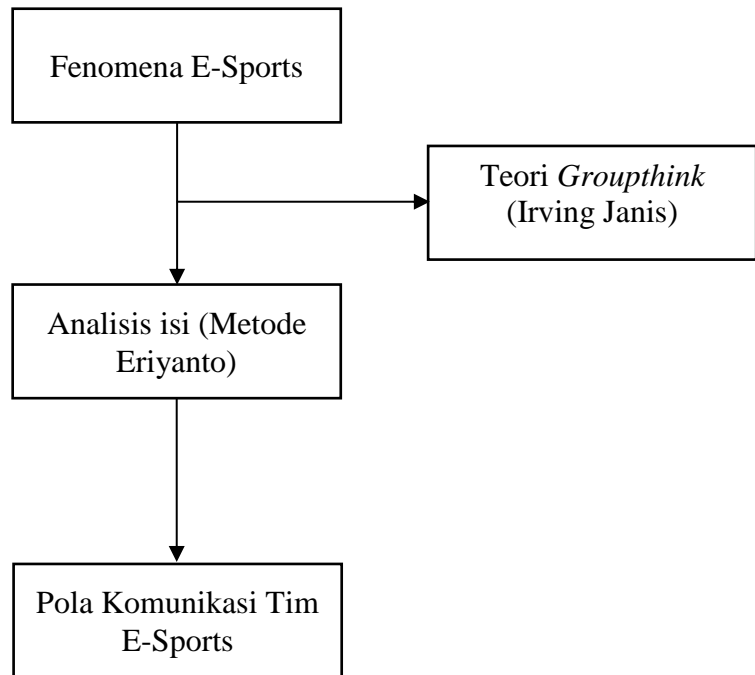 Fenomena E-Sports
Teori Groupthink
(Irving Janis)
Analisis isi (Metode
Eriyanto)
Pola Komunikasi Tim
E-Sports